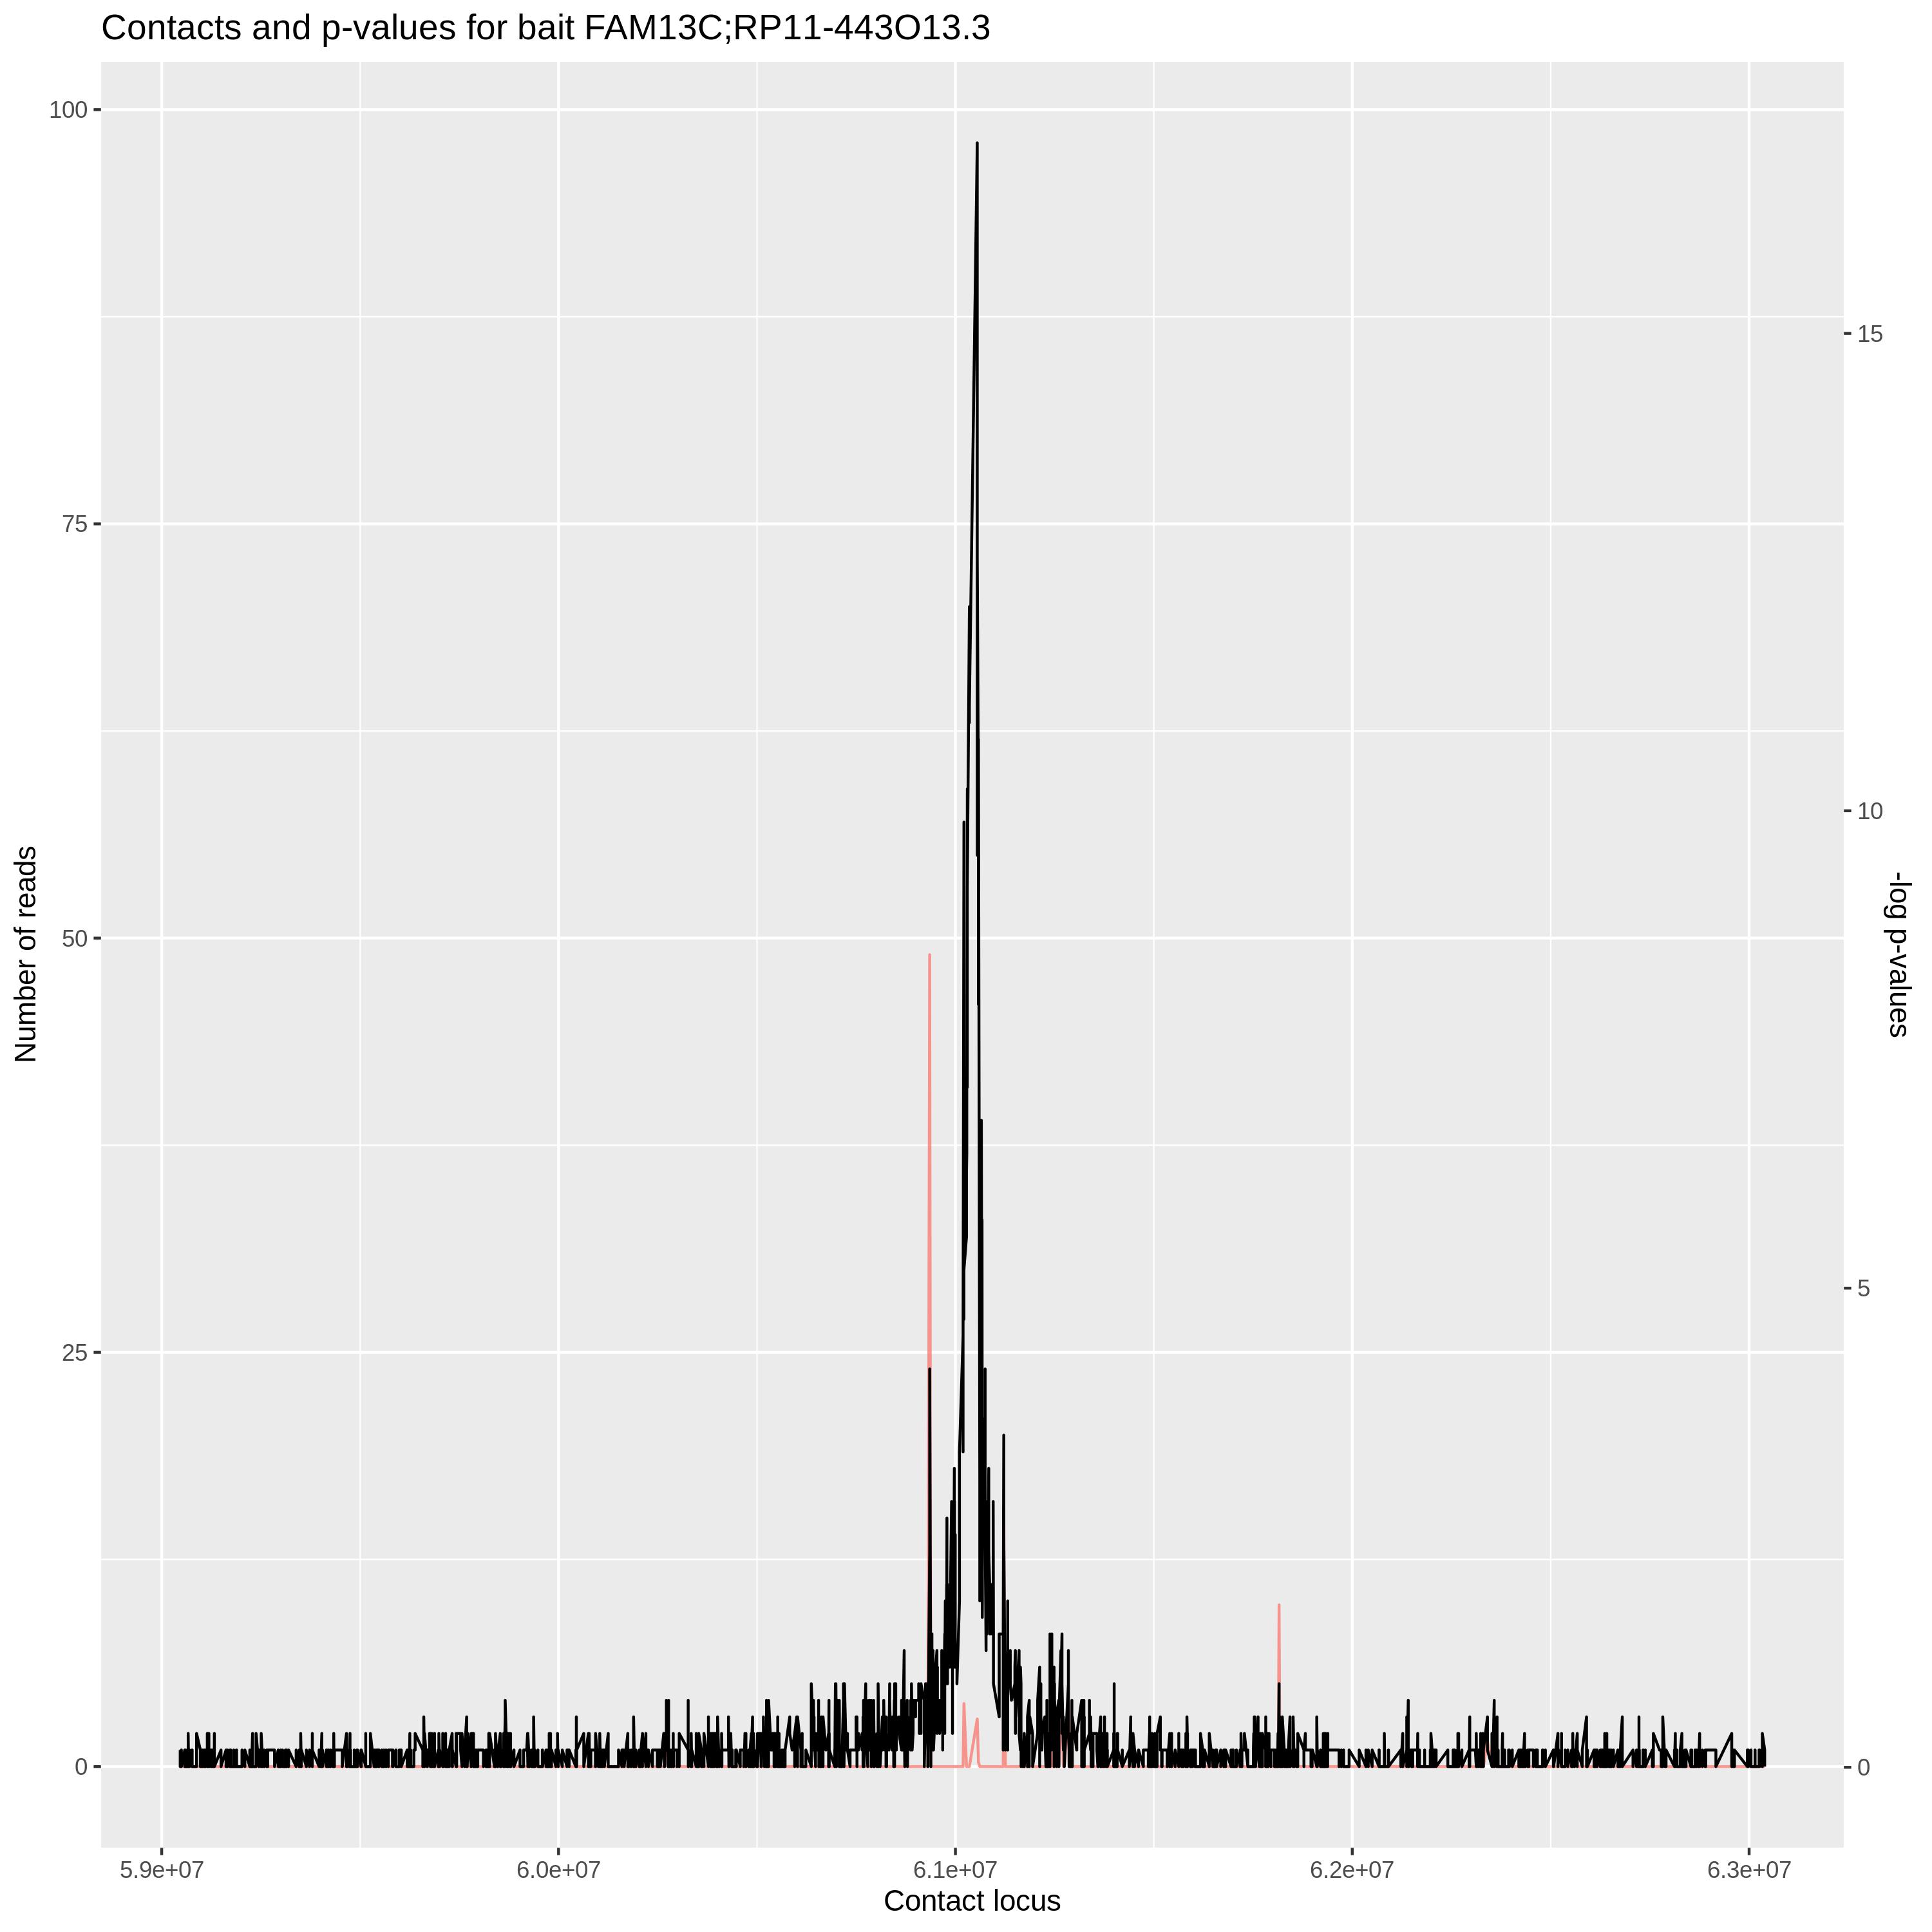 Contacts and p-values for bait FAM13C;RP11-443O13.3
100
75
50
25
0
Number of reads
15
10
5
0
-log p-values
5.9e+07
6.0e+07
6.1e+07
6.2e+07
6.3e+07
Contact locus